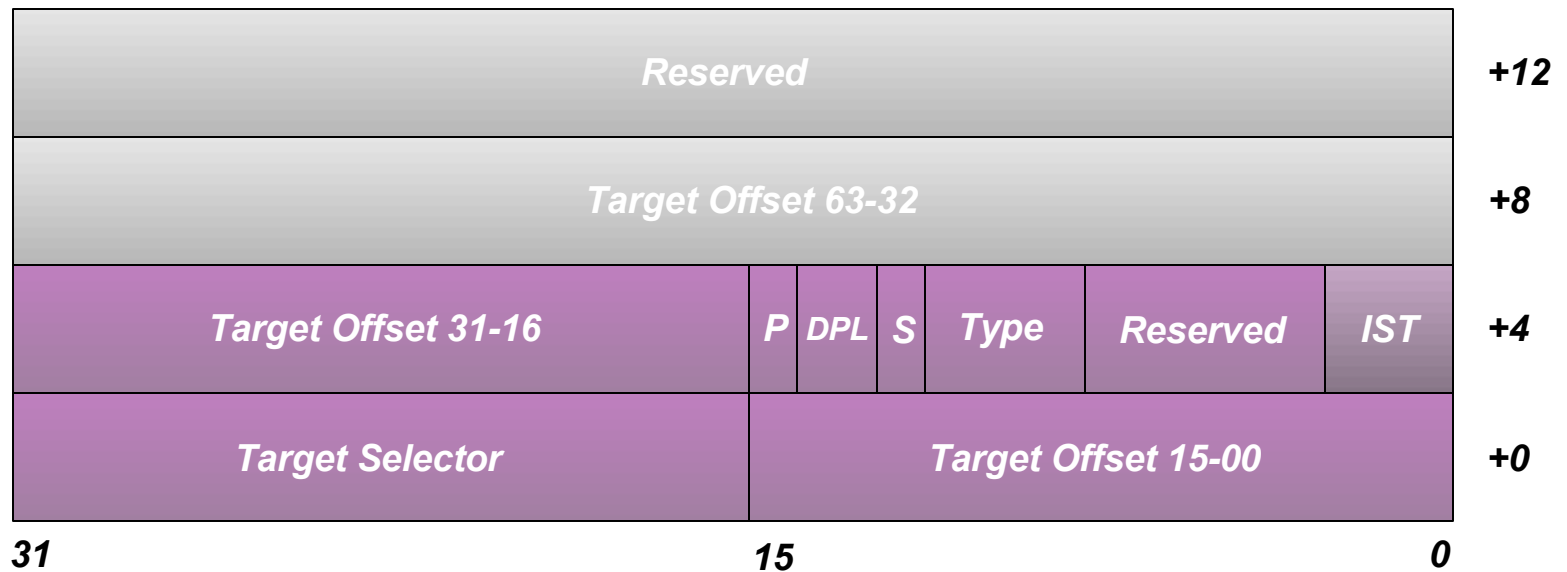 Reserved +12
Target Offset 63-32 +8
Target Offset 31-16 P DPL S Type Reserved IST +4
Target Selector Target Offset 15-00 +0
31 15 0